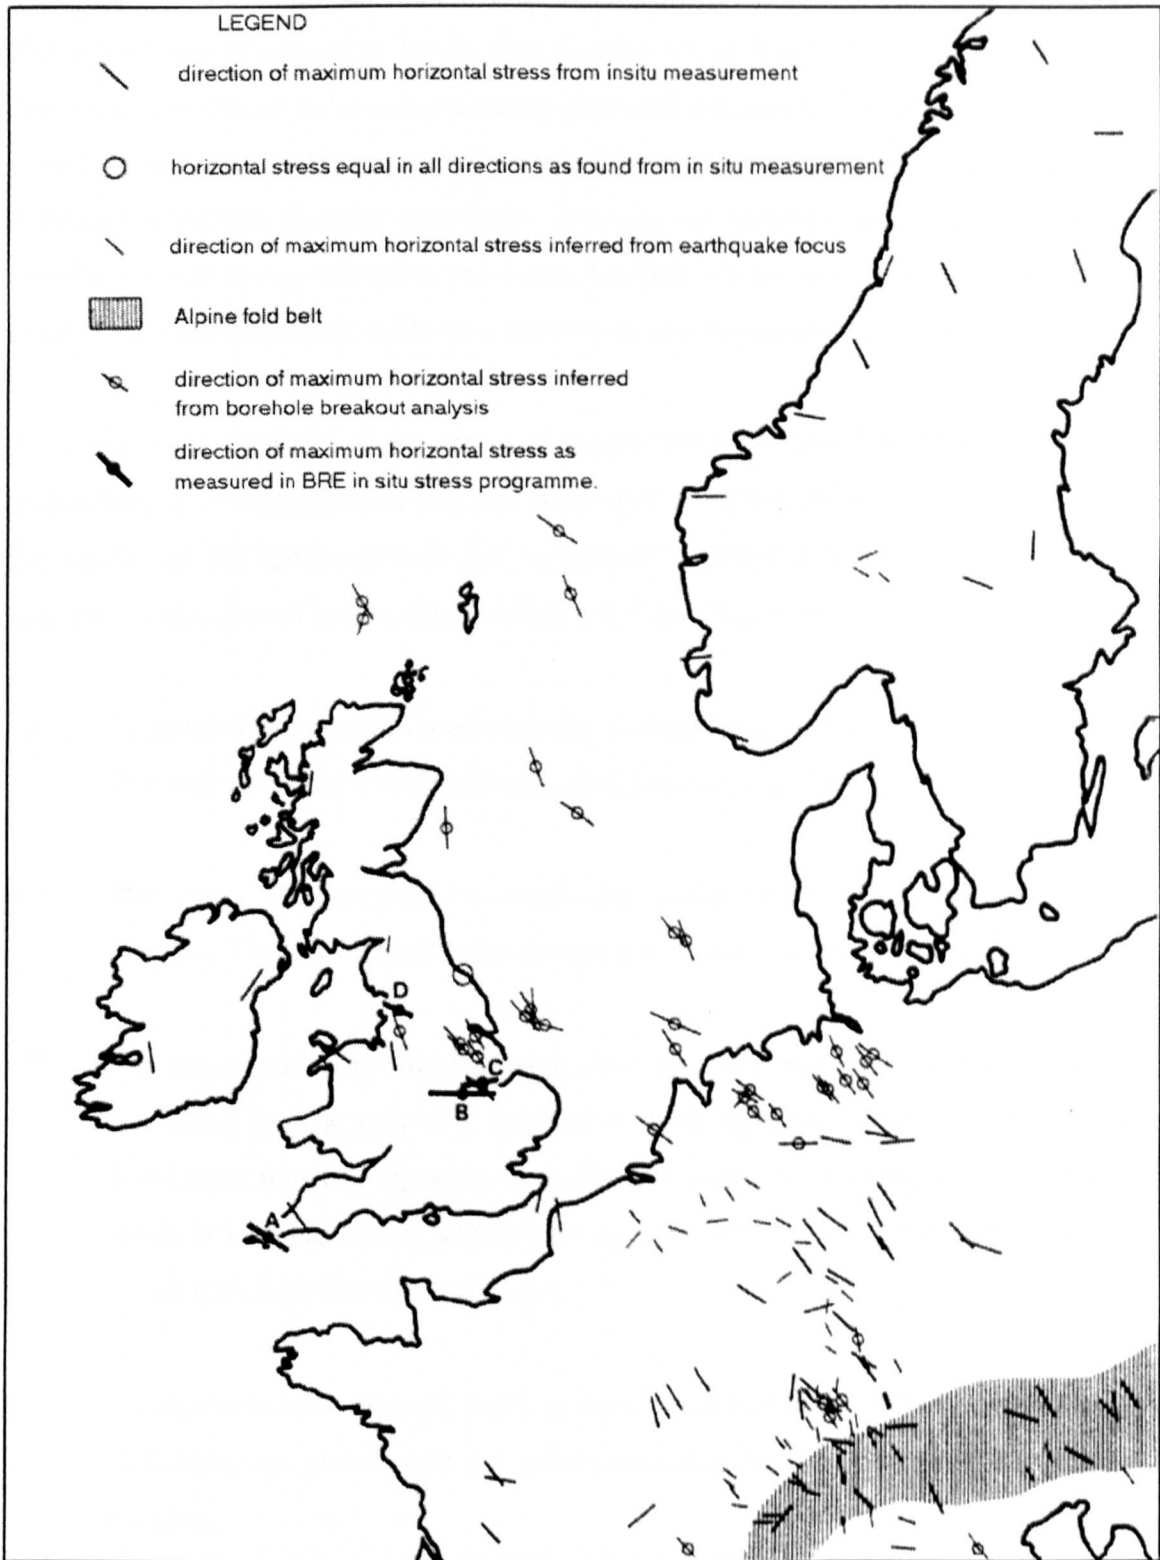 LEGEND
direction of maximum horizontal stress from insitu measurement
horizontal stress equal in all directions as found from in situ measurement
direction of maximum horizontal stress inferred from earthquake focus
Alpine fold belt
direction of maximum horizontal stress inferred
from borehole breakout analysis
direction of maximum horizontal stress as
measured in BRE in situ stress programme.
D
C
B
A